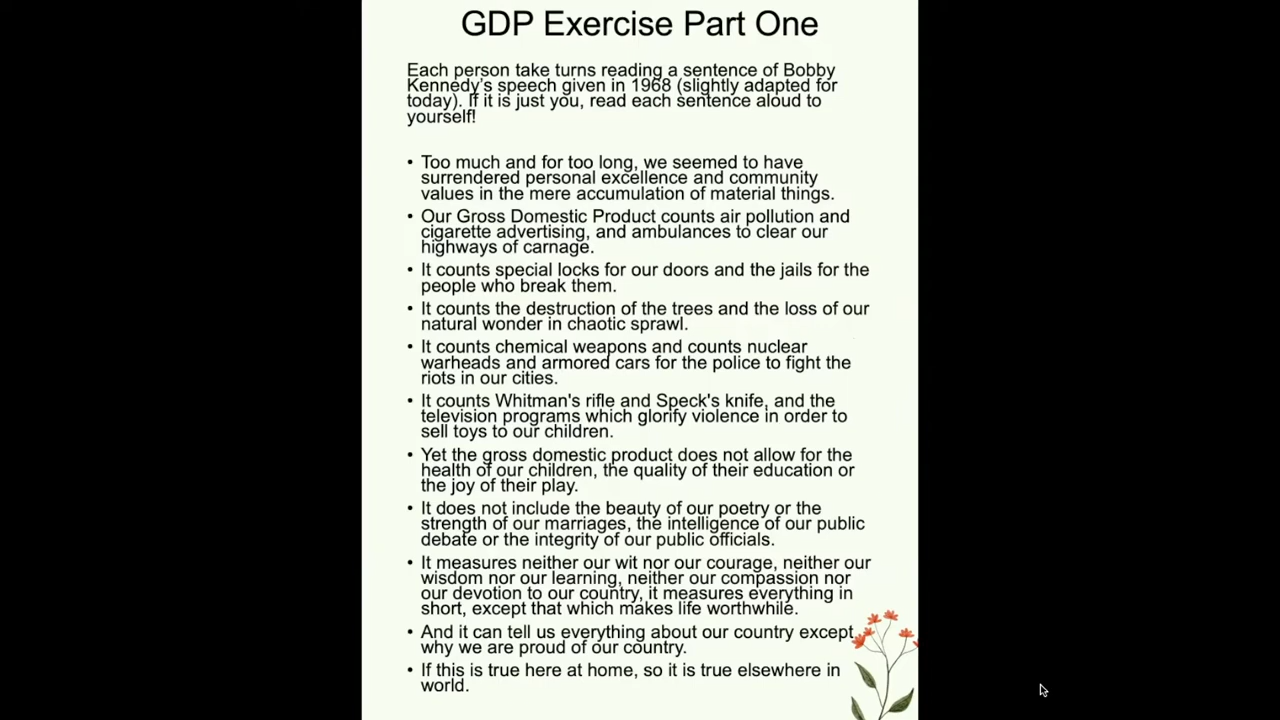 GDP Exercise Part One
Each person take turns reading a sentence of Bobby
Kennedy's speech given in 1968 (slightly adapted for
today). If it is just you, read each sentence aloud to
yourself!
• Too much and for too long, we seemed to have
surrendered personal excellence and community
values in the mere accumulation of material things.
• Our Gross Domestic Product counts air pollution and
cigarette advertising, and ambulances to clear our
highways of carnage.
• It counts special locks for our doors and the jails for the
people who break them.
• It counts the destruction of the trees and the loss of our
natural wonder in chaotic sprawl.
• It counts chemical weapons and counts nuclear
warheads and armored cars for the police to fight the
riots in our cities.
• It counts Whitman's rifle and Speck's knife, and the
television programs which glorify violence in order to
sell toys to our children.
• Yet the gross domestic product does not allow for the
health of our children, the quality of their education or
the joy of their play.
• It does not include the beauty of our poetry or the
strength of our marriages, the intelligence of our public
debate or the integrity of our public officials.
• It measures neither our wit nor our courage, neither our
wisdom nor our learning, neither our compassion nor
our devotion to our country, it measures everything in
short, except that which makes life worthwhile.
• And it can tell us everything about our country except
why we are proud of our country.
• If this is true here at home, so it is true elsewhere in
world.